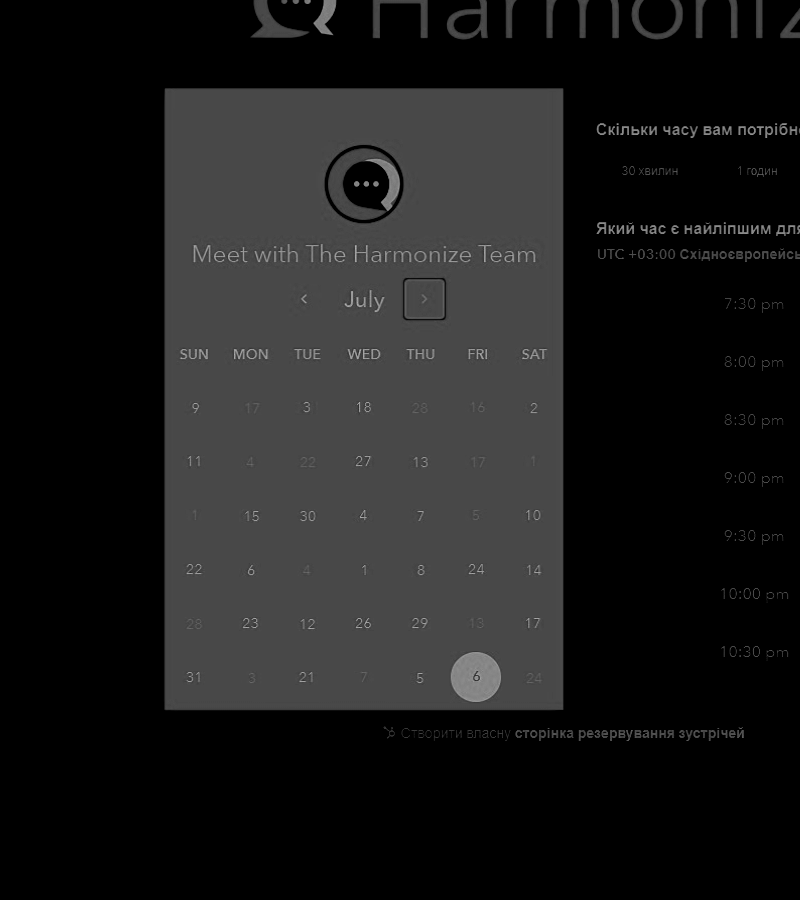 Harmoniz
Meet with The Harmonize Team
July
SUN MON TUE WED THU FRI SAT
9 17 3 18 28 16 2
11 4 22 27 13 17 1
1 15 30 4 7 5 10
22 6 4 1 8 24 14
28 23 12 26 29 13 17
31 3 21 7 5 6 24
Скільки часу вам потрібно
30 хвилин 1 годин
Який час є найліпшим для
UTC +03:00 Східноєвропейсь
7:30 pm
8:00 pm
8:30 pm
9:00 pm
9:30 pm
10:00 pm
10:30 pm
Створити власну сторінка резервування зустрічей